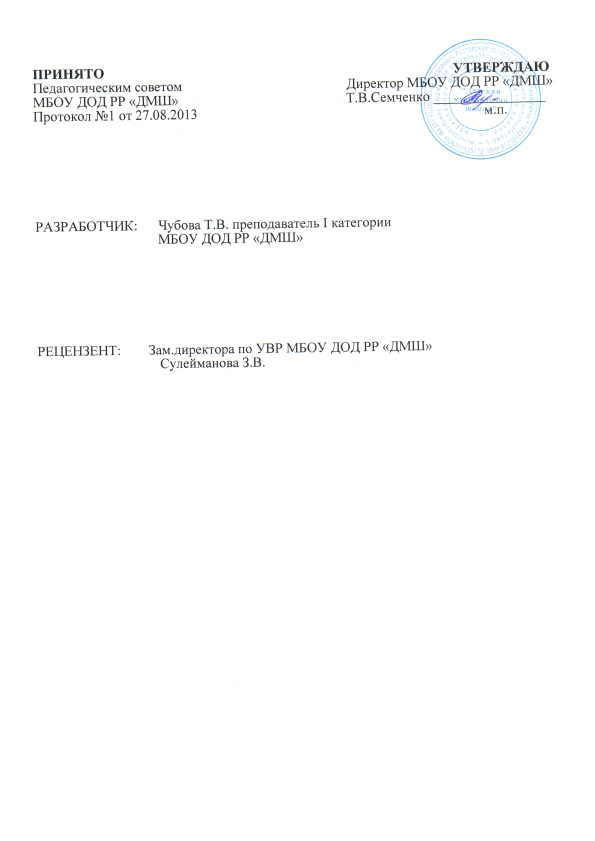 ПРИНЯТО
Педагогическим советом
МБОУ ДОД РР «ДМШ»
Протокол №1 от 27.08.2013
УТВЕРЖДАЮ
Директор МБОУ ДОД РР «ДМШ»
Т.В.Семченко
м.п.
РАЗРАБОТЧИК: Чубова Т.В. преподаватель I категории
МБОУ ДОД РР «ДМШ»
РЕЦЕНЗЕНТ: Зам.директора по УВР МБОУ ДОД РР «ДМШ»
Сулейманова З.В.